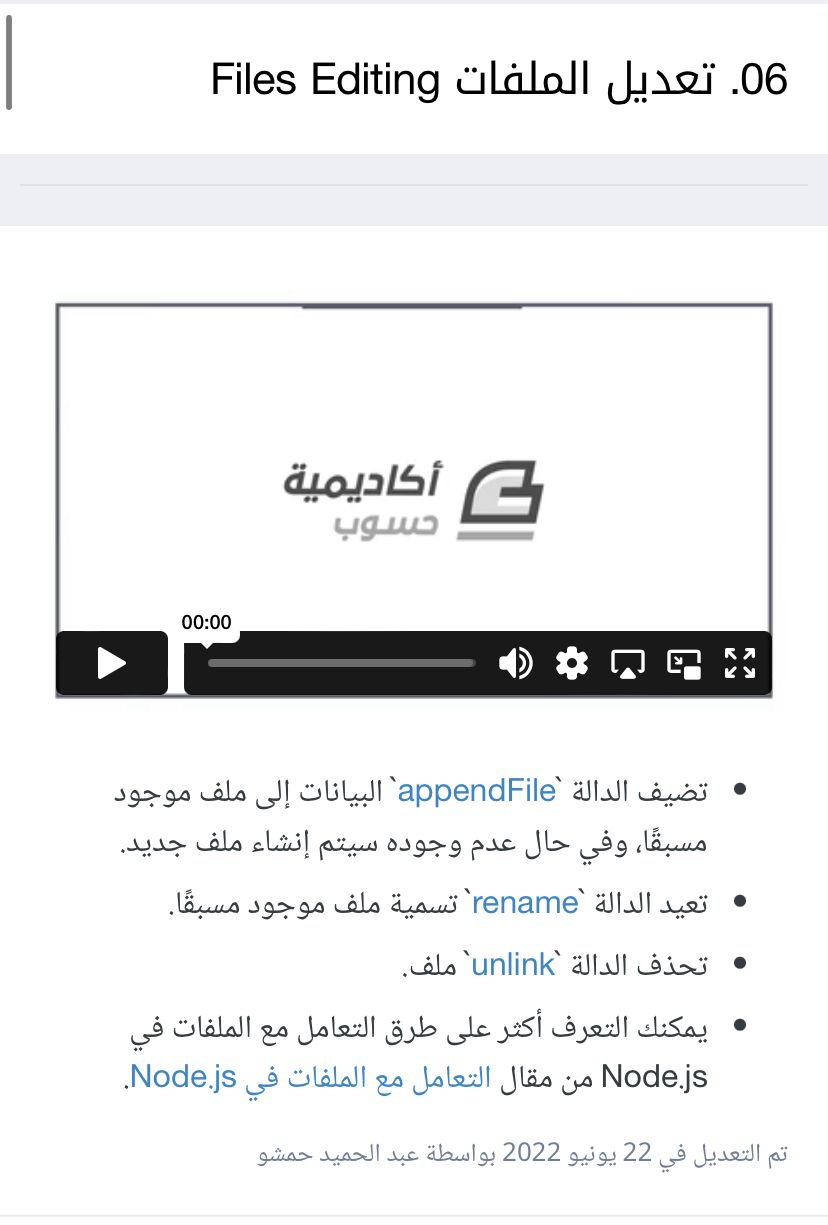 06. تعديل الملفات Files Editing
أكاديمية
حسوب
00:00
تضيف الدالة `appendFile` البيانات إلى ملف موجود
مسبقًا، وفي حال عدم وجوده سيتم إنشاء ملف جديد.
تعيد الدالة `rename` تسمية ملف موجود مسبقًا.
تحذف الدالة `unlink` ملف.
يمكنك التعرف أكثر على طرق التعامل مع الملفات في
Node.js من مقال التعامل مع الملفات في Node.js.
تم التعديل في 22 يونيو 2022 بواسطة عبد الحميد حمشو